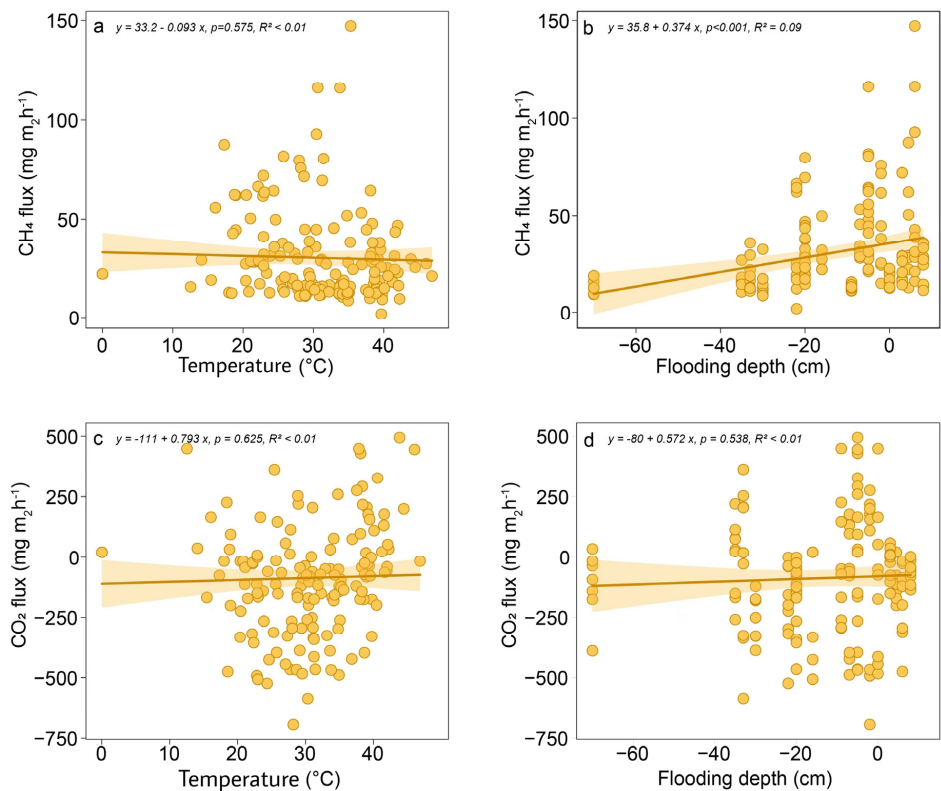 a y = 33.2 - 0.093 x, p=0.575, R² < 0.01
CH₄ flux (mg m₂h⁻¹)
150
100
50
0
0 20 30 40
Temperature (°C)
b y = 35.8 + 0.374 x, p<0.001, R² = 0.09
CH₄ flux (mg m₂h⁻¹)
150
100
50
0
−60 −40 −20 0
Flooding depth (cm)
c y = -111 + 0.793 x, p = 0.625, R² < 0.01
CO₂ flux (mg m₂h⁻¹)
500
250
0
−250
−500
−750
0 20 30 40
Temperature (°C)
d y = -80 + 0.572 x, p = 0.538, R² < 0.01
CO₂ flux (mg m₂h⁻¹)
500
250
0
−250
−500
−750
−60 −40 −20 0
Flooding depth (cm)